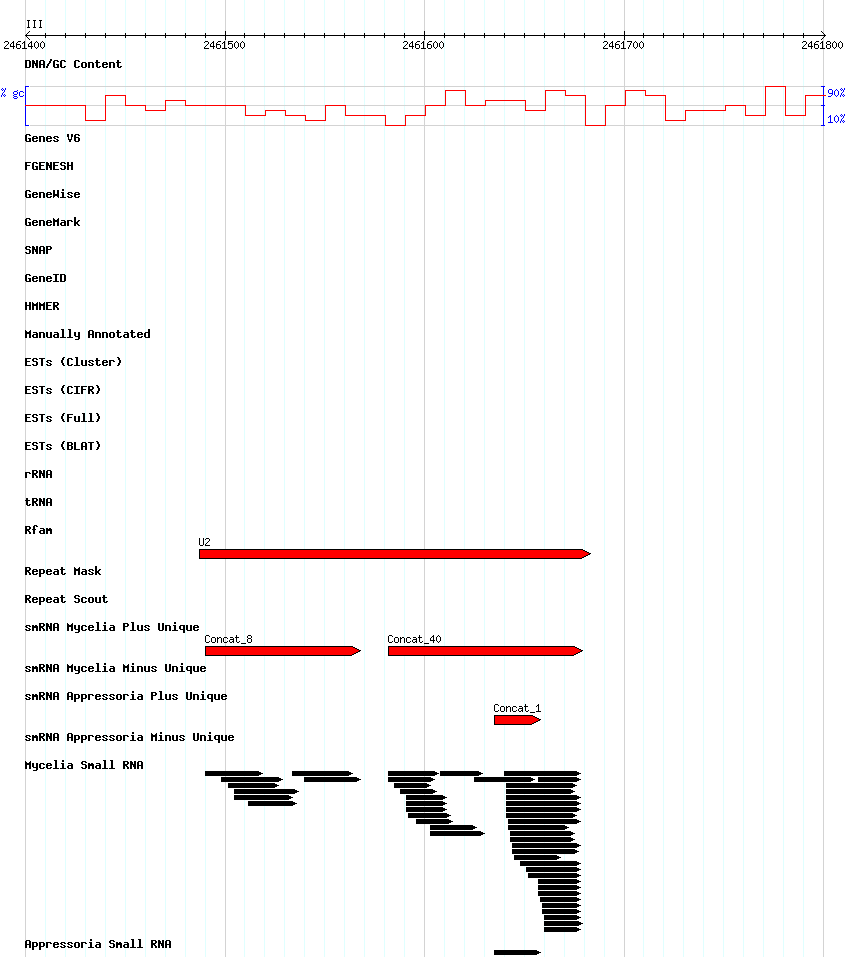 III
2461400 2461500 2461600 2461700 2461800
DNA/GC Content
% gc 90%
10%
Genes V6
FGENESH
GeneWise
GeneMark
SNAP
GeneID
HMMER
Manually Annotated
ESTs (Cluster)
ESTs (CIFR)
ESTs (Full)
ESTs (BLAT)
rRNA
tRNA
Rfam
U2
Repeat Mask
Repeat Scout
smRNA Mycelia Plus Unique
Concat_8 Concat_40
smRNA Mycelia Minus Unique
smRNA Appressoria Plus Unique
Concat_1
smRNA Appressoria Minus Unique
Mycelia Small RNA
Appressoria Small RNA